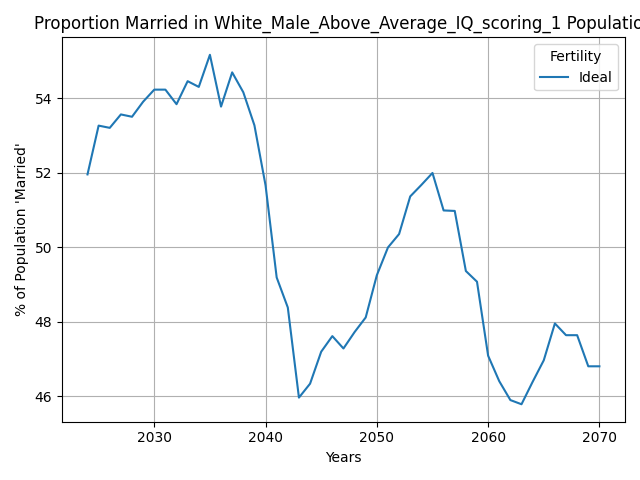 Proportion Married in White_Male_Above_Average_IQ_scoring_1 Populatio
Fertility
Ideal
% of Population 'Married'
54
52
50
48
46
2030 2040 2050 2060 2070
Years